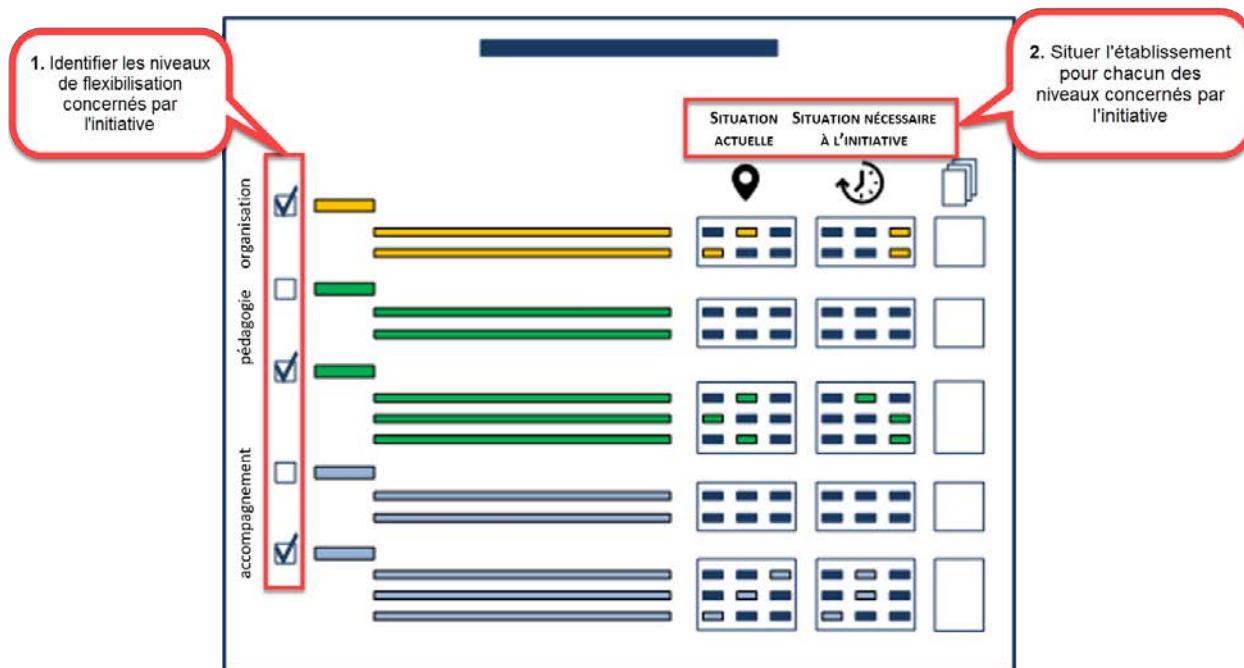 1. Identifier les niveaux
de flexibilisation
concernés par
l'initiative
2. Situer l'établissement
pour chacun des
niveaux concernés par
l'initiative
SITUATION
ACTUELLE
SITUATION NÉCESSAIRE
À L'INITIATIVE
organisation
pédagogie
accompagnement